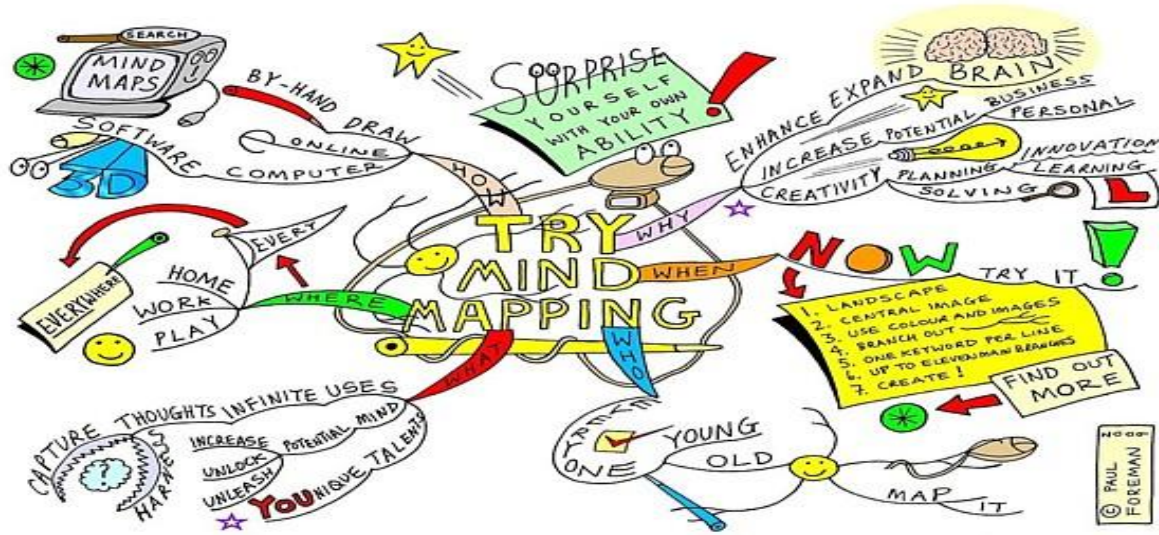 SEARCH
MIND
MAPS
BY-HAND DRAW
ONLINE
SOFTWARE COMPUTER
3D
HOW
SURPRISE
YOURSELF
WITH YOUR OWN
ABILITY
!
ENHANCE EXPAND BRAIN
INCREASE POTENTIAL BUSINESS
PERSONAL
CREATIVITY PLANNING INNOVATION
LEARNING
SOLVING
L
WHY
TRY
MIND
MAPPING
EVERY
HOME
WORK
PLAY
EVERYWHERE
WHERE
WHEN
NOW
TRY IT !
1. LANDSCAPE
2. CENTRAL IMAGE
3. USE COLOUR AND IMAGES
4. BRANCH OUT
5. ONE KEYWORD PER LINE
6. UP TO ELEVEN MAIN BRANCHES
7. CREATE!
FIND OUT
MORE
WHAT
CAPTURE THOUGHTS INFINITE USES
?
INCREASE POTENTIAL MIND
UNLOCK
UNLEASH
YOUNIQUE TALENTS
WHO
EVERYONE
YOUNG
OLD
MAP
IT
© PAUL
FOREMAN